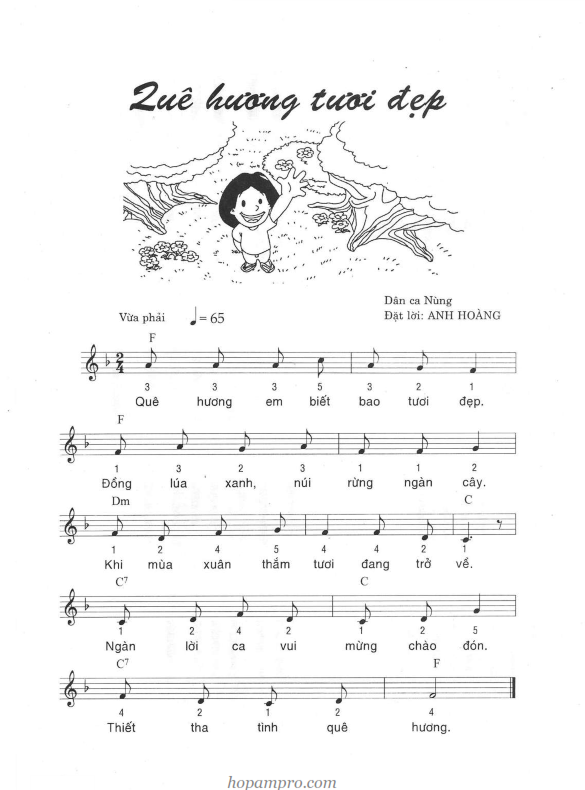 Quê hương tươi đẹp
Dân ca Nùng
Vừa phải ♩= 65
Đặt lời: ANH HOÀNG
F
2
4
3 3 3 5 3 2 1
Quê hương em biết bao tươi đẹp.
F
1 3 2 3 1 1 2
Đồng lúa xanh, núi rừng ngàn cây.
Dm C
1 2 4 5 4 4 2 1
Khi mùa xuân thắm tươi đang trở về.
C7 C
1 2 4 2 1 2 5
Ngàn lời ca vui mừng chào đón.
C7 F
4 2 1 2 4
Thiết tha tình quê hương.
hopampro.com